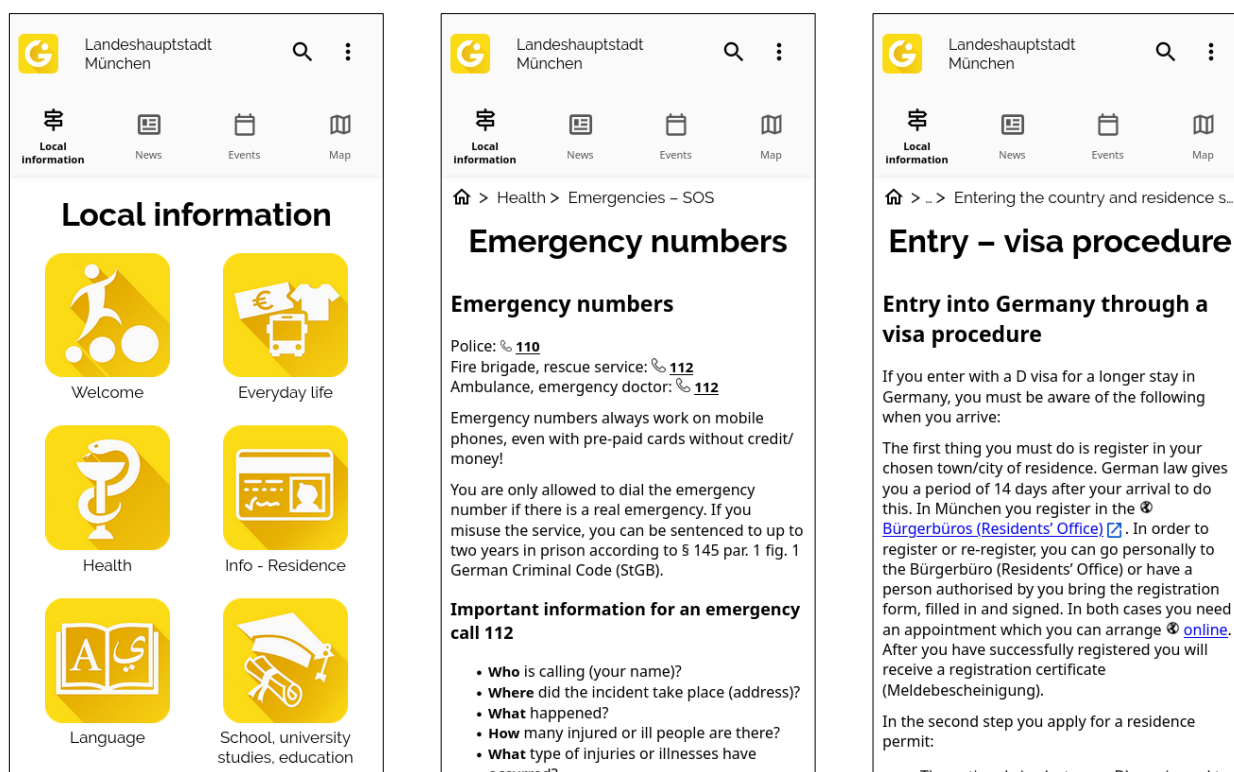 Landeshauptstadt
München
Local
information
News
Events
Map
Local information
Welcome
Everyday life
Health
Info - Residence
Language
School, university
studies, education
Landeshauptstadt
München
Local
information
News
Events
Map
> Health > Emergencies – SOS
Emergency numbers
Emergency numbers
Police: 110
Fire brigade, rescue service: 112
Ambulance, emergency doctor: 112
Emergency numbers always work on mobile
phones, even with pre-paid cards without credit/
money!
You are only allowed to dial the emergency
number if there is a real emergency. If you
misuse the service, you can be sentenced to up to
two years in prison according to § 145 par. 1 fig. 1
German Criminal Code (StGB).
Important information for an emergency
call 112
• Who is calling (your name)?
• Where did the incident take place (address)?
• What happened?
• How many injured or ill people are there?
• What type of injuries or illnesses have
Landeshauptstadt
München
Local
information
News
Events
Map
> ... > Entering the country and residence s...
Entry – visa procedure
Entry into Germany through a
visa procedure
If you enter with a D visa for a longer stay in
Germany, you must be aware of the following
when you arrive:
The first thing you must do is register in your
chosen town/city of residence. German law gives
you a period of 14 days after your arrival to do
this. In München you register in the
Bürgerbüros (Residents’ Office) . In order to
register or re-register, you can go personally to
the Bürgerbüro (Residents’ Office) or have a
person authorised by you bring the registration
form, filled in and signed. In both cases you need
an appointment which you can arrange online.
After you have successfully registered you will
receive a registration certificate
(Meldebescheinigung).
In the second step you apply for a residence
permit: